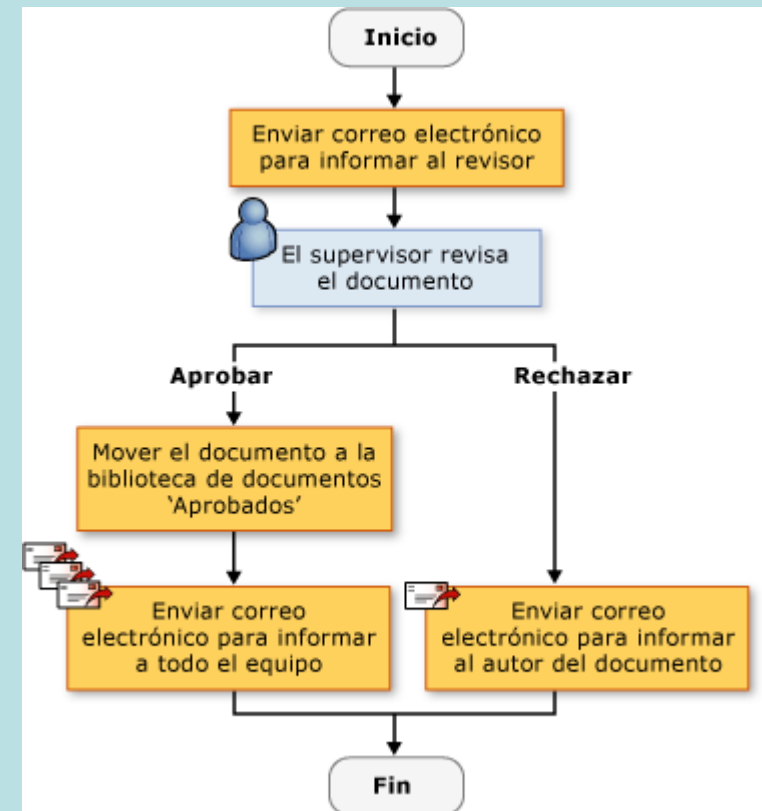 Inicio
Enviar correo electrónico
para informar al revisor
El supervisor revisa
el documento
Aprobar
Rechazar
Mover el documento a la
biblioteca de documentos
‘Aprobados’
Enviar correo
electrónico para informar
a todo el equipo
Enviar correo
electrónico para informar
al autor del documento
Fin